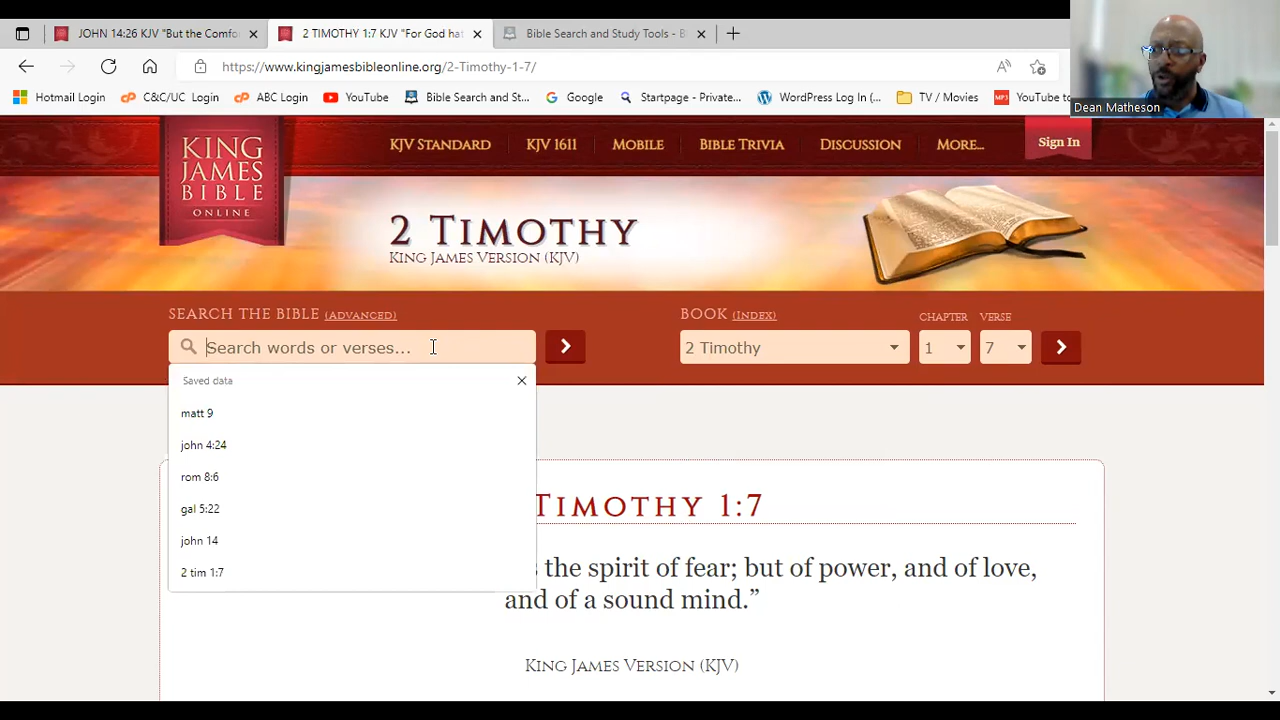 JOHN 14:26 KJV "But the Comfo
2 TIMOTHY 1:7 KJV "For God hat
Bible Search and Study Tools - Bl
https://www.kingjamesbibleonline.org/2-Timothy-1-7/
Hotmail Login
C&C/UC Login
ABC Login
YouTube
Bible Search and St...
Google
Startpage - Private...
WordPress Log In (...
TV / Movies
YouTube to
Dean Matheson
KING
JAMES
BIBLE
ONLINE
KJV STANDARD
KJV 1611
MOBILE
BIBLE TRIVIA
DISCUSSION
MORE...
Sign In
2 TIMOTHY
KING JAMES VERSION (KJV)
SEARCH THE BIBLE (ADVANCED)
BOOK (INDEX)
CHAPTER
VERSE
Search words or verses...
2 Timothy
1
7
Saved data
matt 9
john 4:24
rom 8:6
gal 5:22
john 14
2 tim 1:7
TIMOTHY 1:7
s the spirit of fear; but of power, and of love,
and of a sound mind.”
KING JAMES VERSION (KJV)